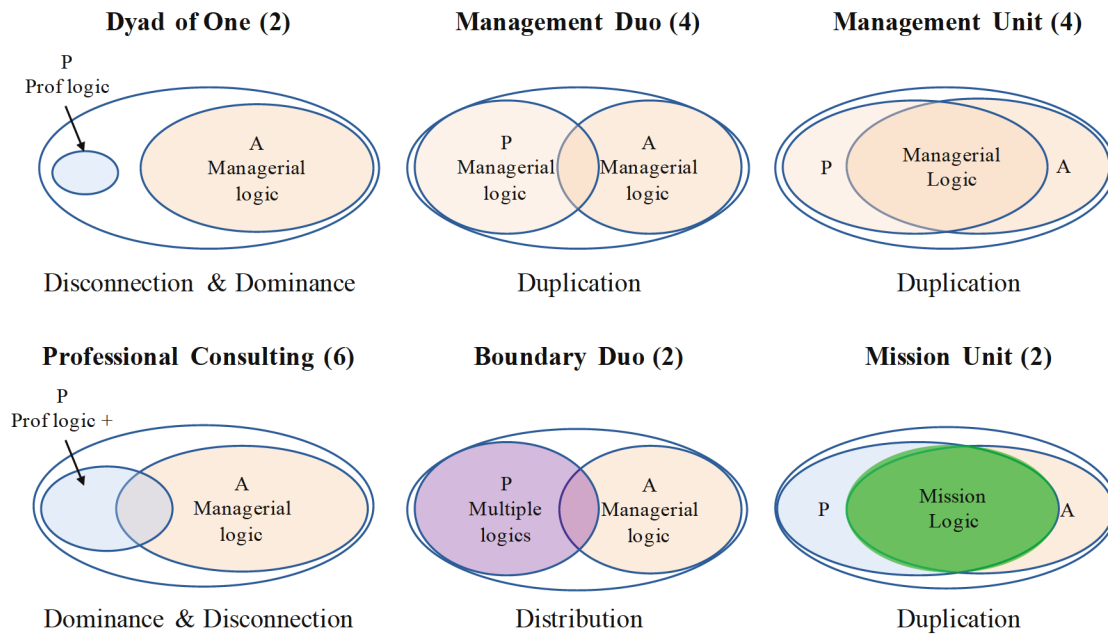 Dyad of One (2)
P
Prof logic
A
Managerial
logic
Disconnection & Dominance
Management Duo (4)
P
Managerial
logic
A
Managerial
logic
Duplication
Management Unit (4)
P
Managerial
Logic
A
Duplication
Professional Consulting (6)
P
Prof logic +
A
Managerial
logic
Dominance & Disconnection
Boundary Duo (2)
P
Multiple
logics
A
Managerial
logic
Distribution
Mission Unit (2)
P
Mission
Logic
A
Duplication